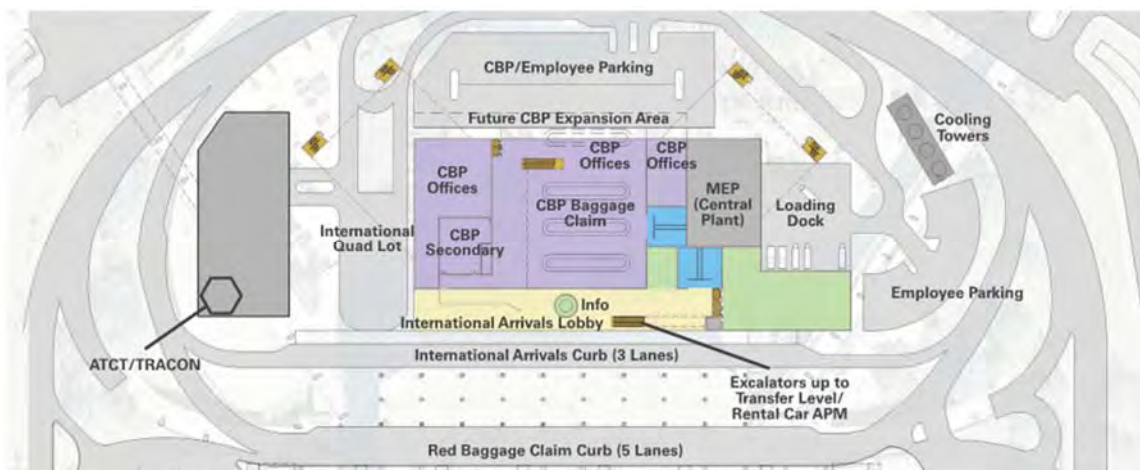 CBP/Employee Parking
Future CBP Expansion Area
Cooling
Towers
CBP
Offices
CBP
Offices
CBP
Offices
MEP
(Central
Plant)
Loading
Dock
CBP Baggage
Claim
International
Quad Lot
CBP
Secondary
Employee Parking
Info
International Arrivals Lobby
ATCT/TRACON
International Arrivals Curb (3 Lanes)
Excalators up to
Transfer Level/
Rental Car APM
Red Baggage Claim Curb (5 Lanes)